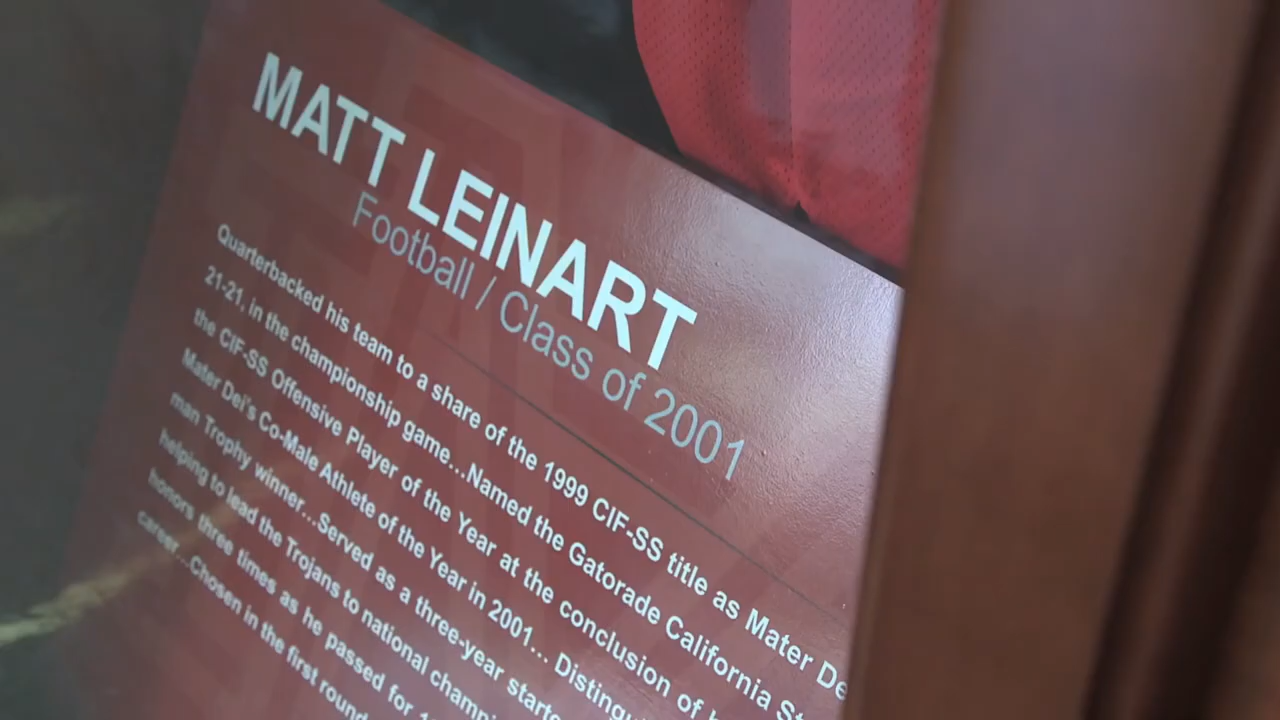 MATT LEINART
Football / Class of 2001
Quarterbacked his team to a share of the 1999 CIF-SS title as Mater De
21-21, in the championship game...Named the Gatorade California St
the CIF-SS Offensive Player of the Year at the conclusion of
Mater Dei's Co-Male Athlete of the Year in 2001... Distingu
man Trophy winner...Served as a three-year starte
helping to lead the Trojans to national champi
honors three times as he passed for
career...Chosen in the first round